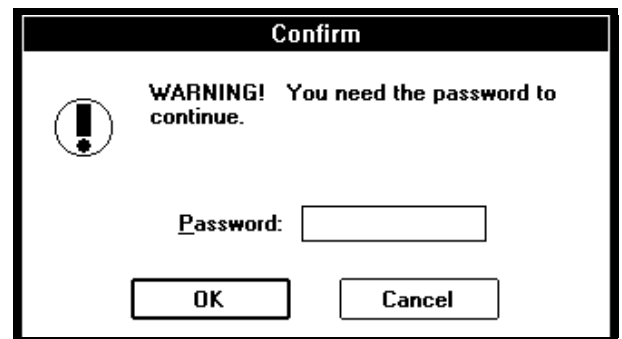 Confirm
WARNING!   You need the password to
continue.
Password:
OK
Cancel